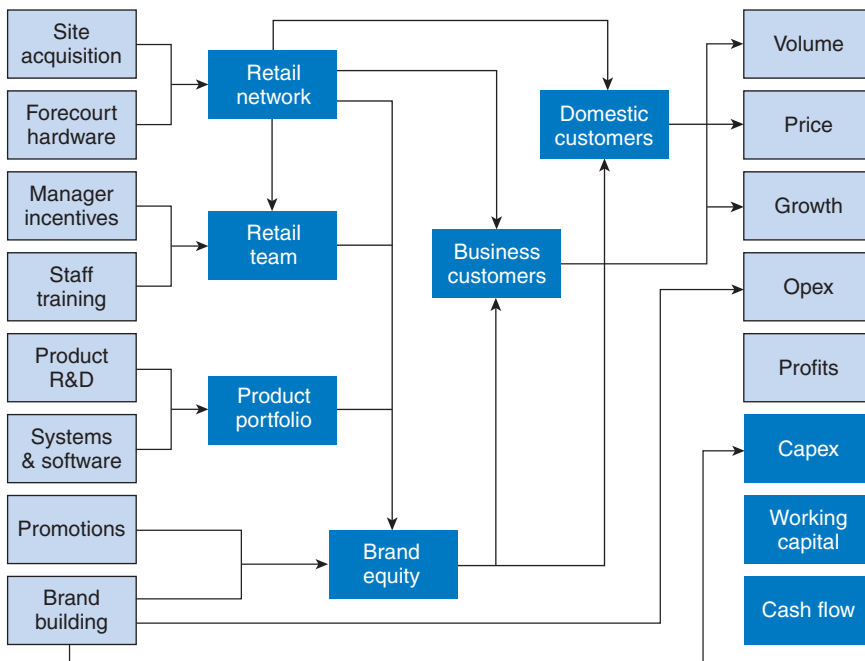 Site
acquisition
Forecourt
hardware
Manager
incentives
Staff
training
Product
R&D
Systems
& software
Promotions
Brand
building
Retail
network
Retail
team
Product
portfolio
Brand
equity
Business
customers
Domestic
customers
Volume
Price
Growth
Opex
Profits
Capex
Working
capital
Cash flow